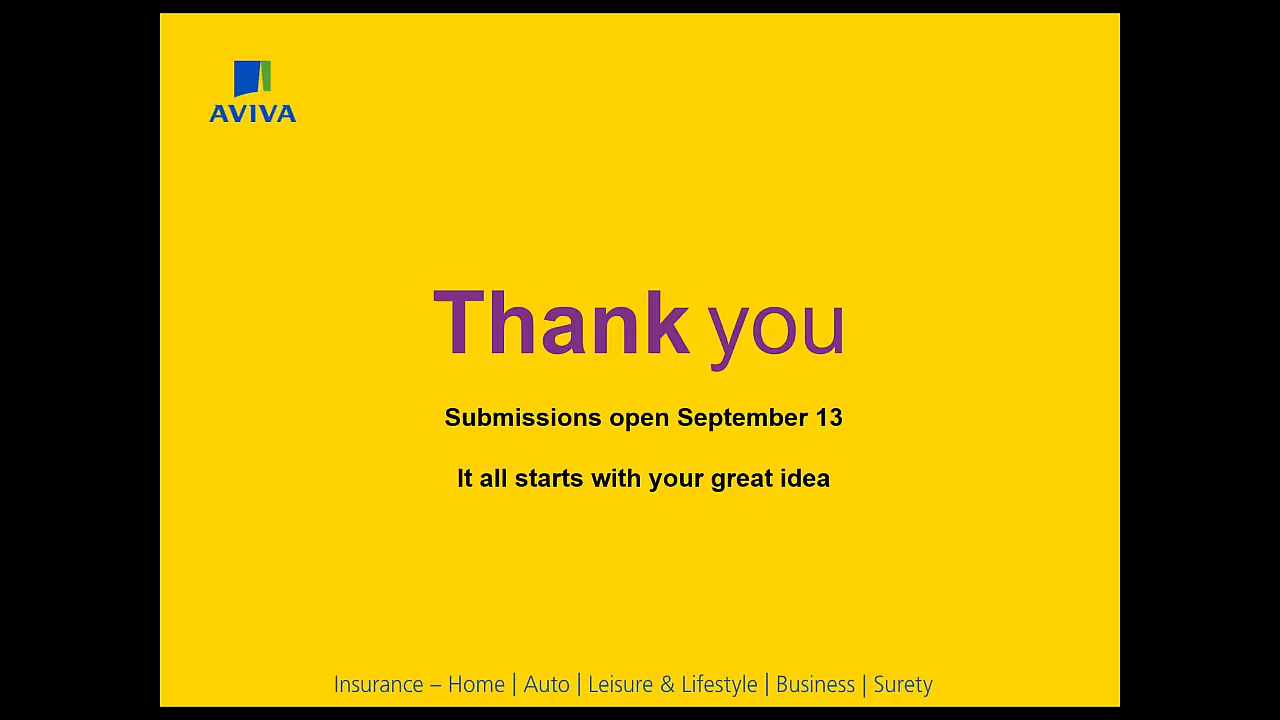 AVIVA
Thank you
Submissions open September 13
It all starts with your great idea
Insurance – Home | Auto | Leisure & Lifestyle | Business | Surety